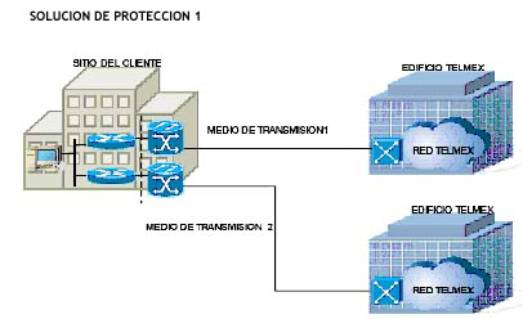 SOLUCION DE PROTECCION 1
SITIO DEL CLIENTE
EDIFICIO TELMEX
MEDIO DE TRANSMISION1
RED TELMEX
EDIFICIO TELMEX
MEDIO DE TRANSMISION 2
RED TELMEX